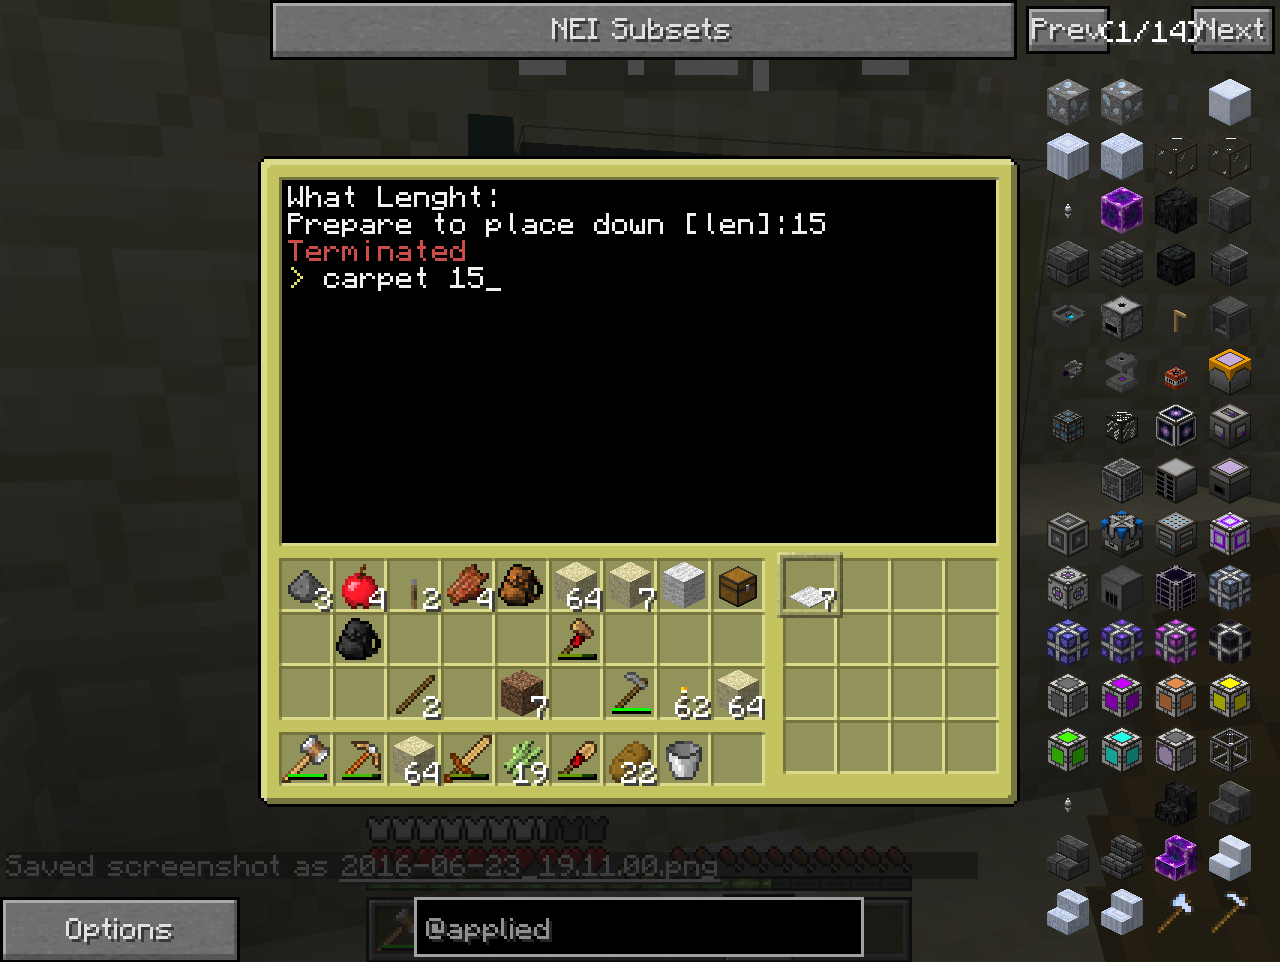 NEI Subsets
Prev (1/14) Next
What Lenght:
Prepare to place down [len]:15
Terminated
> carpet 15_
3 4 2 4 64 7 7
2 7 62 64
64 19 22
Saved screenshot as 2016-06-23_19.11.00.png
Options
@applied